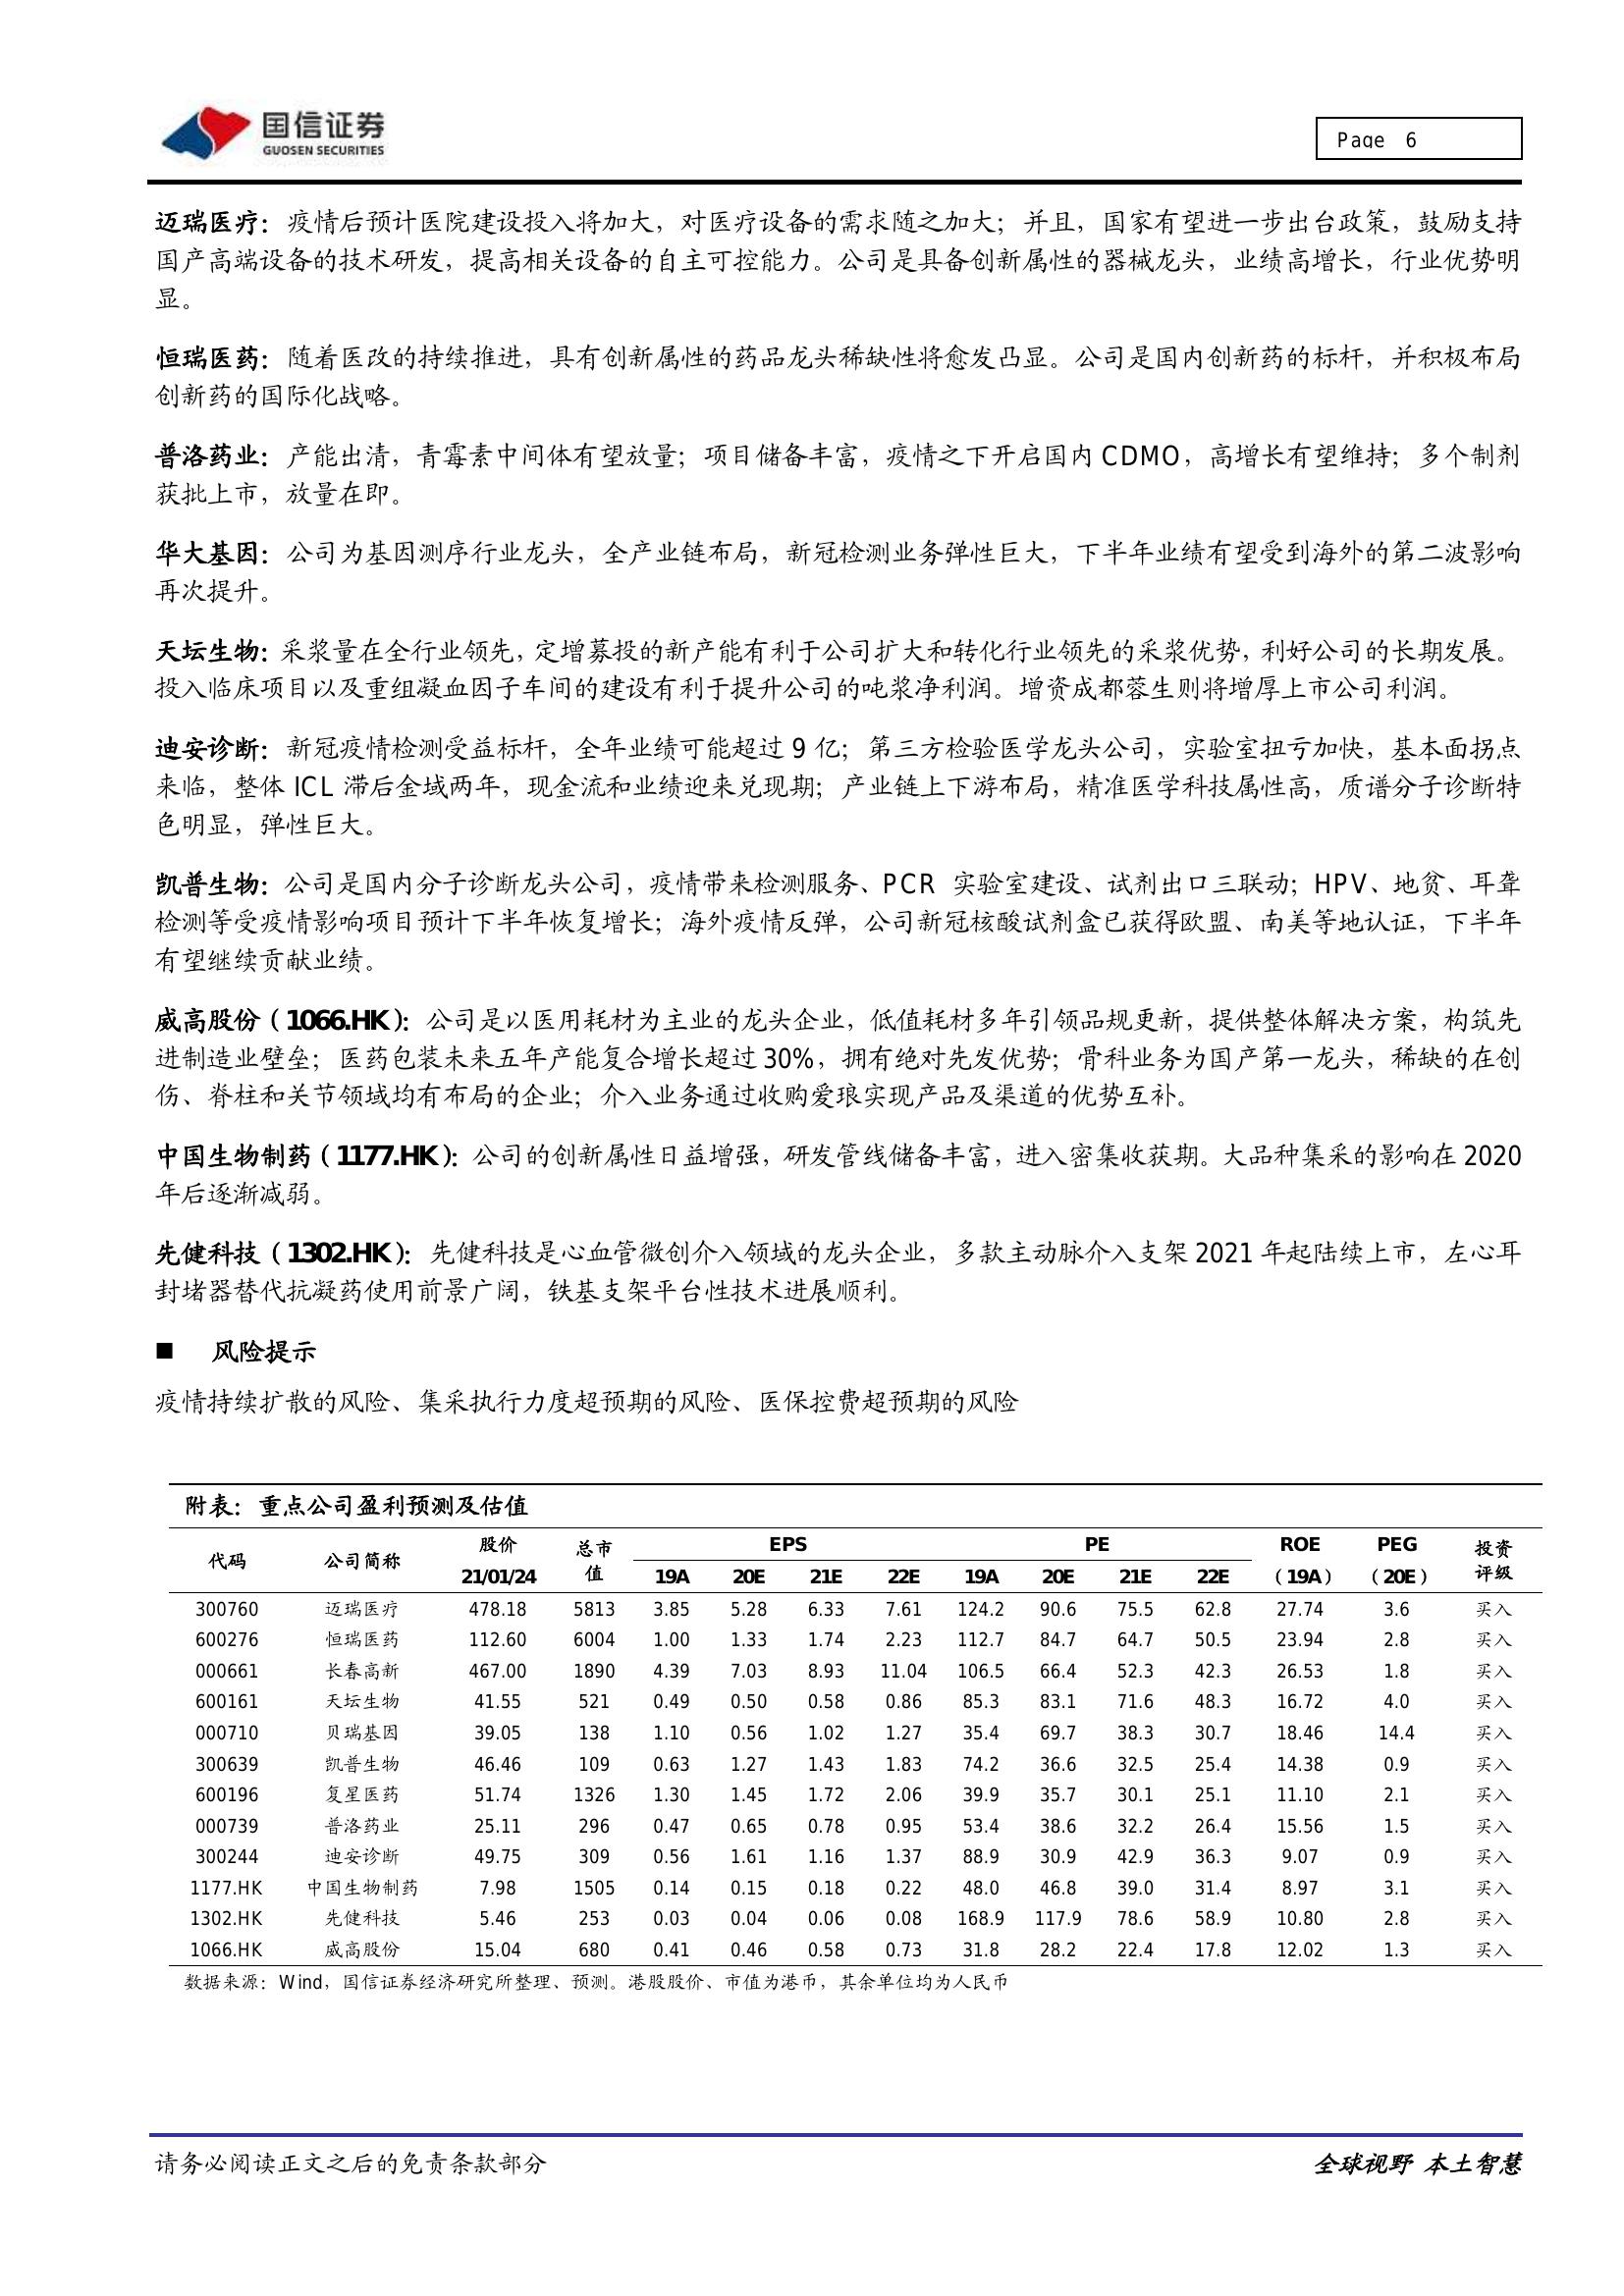 国信证券
GUOSEN SECURITIES
Page 6
迈瑞医疗：疫情后预计医院建设投入将加大，对医疗设备的需求随之加大；并且，国家有望进一步出台政策，鼓励支持
国产高端设备的技术研发，提高相关设备的自主可控能力。公司是具备创新属性的器械龙头，业绩高增长，行业优势明
显。
恒瑞医药：随着医改的持续推进，具有创新属性的药品龙头稀缺性将愈发凸显。公司是国内创新药的标杆，并积极布局
创新药的国际化战略。
普洛药业：产能出清，青霉素中间体有望放量；项目储备丰富，疫情之下开启国内 CDMO，高增长有望维持；多个制剂
获批上市，放量在即。
华大基因：公司为基因测序行业龙头，全产业链布局，新冠检测业务弹性巨大，下半年业绩有望受到海外的第二波影响
再次提升。
天坛生物：采浆量在全行业领先，定增募投的新产能有利于公司扩大和转化行业领先的采浆优势，利好公司的长期发展。
投入临床项目以及重组凝血因子车间的建设有利于提升公司的吨浆净利润。增资成都蓉生则将增厚上市公司利润。
迪安诊断：新冠疫情检测受益标杆，全年业绩可能超过 9 亿；第三方检验医学龙头公司，实验室扭亏加快，基本面拐点
来临，整体 ICL 滞后金域两年，现金流和业绩迎来兑现期；产业链上下游布局，精准医学科技属性高，质谱分子诊断特
色明显，弹性巨大。
凯普生物：公司是国内分子诊断龙头公司，疫情带来检测服务、PCR 实验室建设、试剂出口三联动；HPV、地贫、耳聋
检测等受疫情影响项目预计下半年恢复增长；海外疫情反弹，公司新冠核酸试剂盒已获得欧盟、南美等地认证，下半年
有望继续贡献业绩。
威高股份（1066.HK）：公司是以医用耗材为主业的龙头企业，低值耗材多年引领品规更新，提供整体解决方案，构筑先
进制造业壁垒；医药包装未来五年产能复合增长超过 30%，拥有绝对先发优势；骨科业务为国产第一龙头，稀缺的在创
伤、脊柱和关节领域均有布局的企业；介入业务通过收购爱琅实现产品及渠道的优势互补。
中国生物制药（1177.HK）：公司的创新属性日益增强，研发管线储备丰富，进入密集收获期。大品种集采的影响在 2020
年后逐渐减弱。
先健科技（1302.HK）：先健科技是心血管微创介入领域的龙头企业，多款主动脉介入支架 2021 年起陆续上市，左心耳
封堵器替代抗凝药使用前景广阔，铁基支架平台性技术进展顺利。
■ 风险提示
疫情持续扩散的风险、集采执行力度超预期的风险、医保控费超预期的风险
附表：重点公司盈利预测及估值
代码 公司简称 股价 总市值 EPS PE ROE PEG 投资评级
21/01/24 19A 20E 21E 22E 19A 20E 21E 22E （19A） （20E）
300760 迈瑞医疗 478.18 5813 3.85 5.28 6.33 7.61 124.2 90.6 75.5 62.8 27.74 3.6 买入
600276 恒瑞医药 112.60 6004 1.00 1.33 1.74 2.23 112.7 84.7 64.7 50.5 23.94 2.8 买入
000661 长春高新 467.00 1890 4.39 7.03 8.93 11.04 106.5 66.4 52.3 42.3 26.53 1.8 买入
600161 天坛生物 41.55 521 0.49 0.50 0.58 0.86 85.3 83.1 71.6 48.3 16.72 4.0 买入
000710 贝瑞基因 39.05 138 1.10 0.56 1.02 1.27 35.4 69.7 38.3 30.7 18.46 14.4 买入
300639 凯普生物 46.46 109 0.63 1.27 1.43 1.83 74.2 36.6 32.5 25.4 14.38 0.9 买入
600196 复星医药 51.74 1326 1.30 1.45 1.72 2.06 39.9 35.7 30.1 25.1 11.10 2.1 买入
000739 普洛药业 25.11 296 0.47 0.65 0.78 0.95 53.4 38.6 32.2 26.4 15.56 1.5 买入
300244 迪安诊断 49.75 309 0.56 1.61 1.16 1.37 88.9 30.9 42.9 36.3 9.07 0.9 买入
1177.HK 中国生物制药 7.98 1505 0.14 0.15 0.18 0.22 48.0 46.8 39.0 31.4 8.97 3.1 买入
1302.HK 先健科技 5.46 253 0.03 0.04 0.06 0.08 168.9 117.9 78.6 58.9 10.80 2.8 买入
1066.HK 威高股份 15.04 680 0.41 0.46 0.58 0.73 31.8 28.2 22.4 17.8 12.02 1.3 买入
数据来源：Wind，国信证券经济研究所整理、预测。港股股价、市值为港币，其余单位均为人民币
请务必阅读正文之后的免责条款部分
全球视野 本土智慧